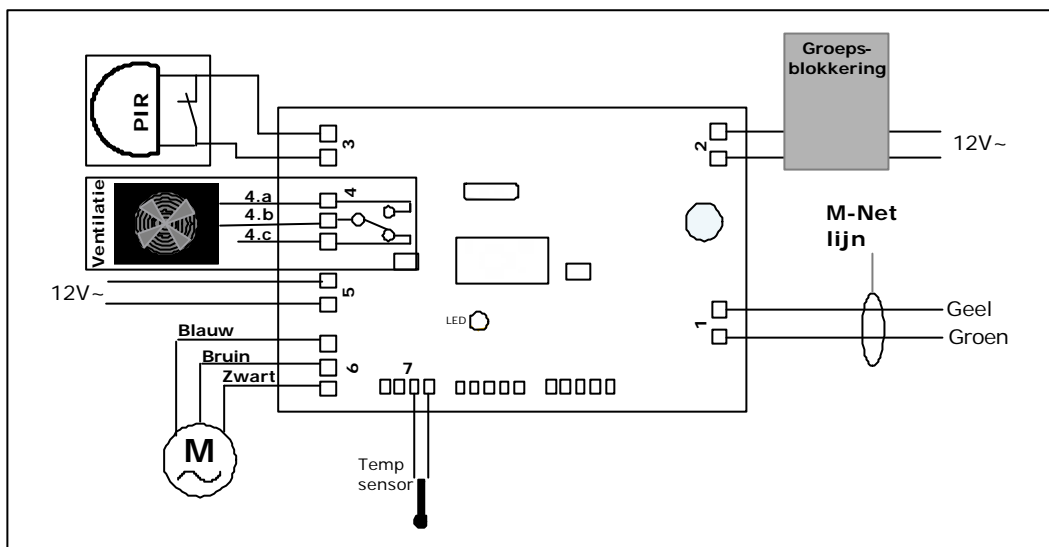 Groeps-
blokkering
PIR
3
2
12V~
Ventilatie
4.a
4
4.b
4.c
M-Net
lijn
12V~
5
LED
1
Geel
Groen
Blauw
Bruin
Zwart
6
7
M
Temp
sensor